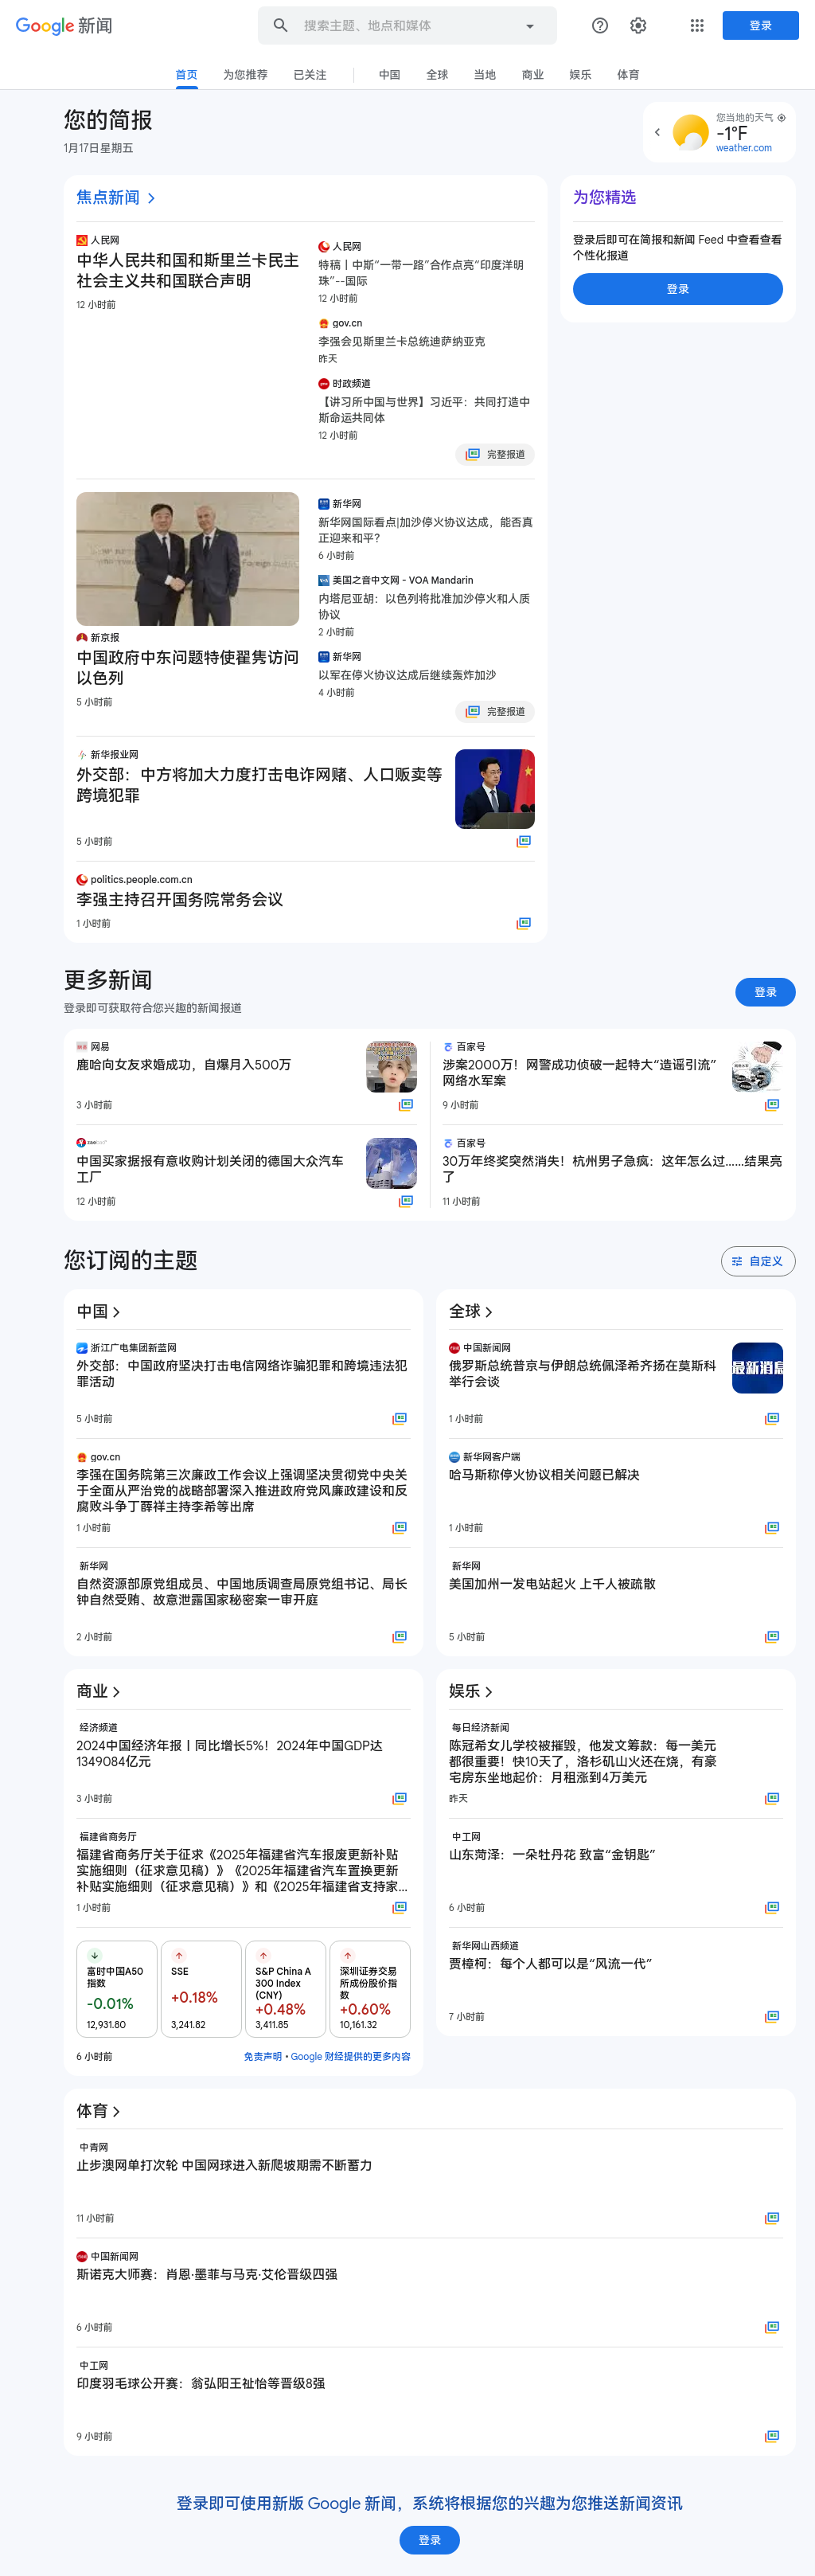 Google 新闻
搜索主题、地点和媒体
登录
首页 为您推荐 已关注 中国 全球 当地 商业 娱乐 体育
您的简报
1月17日星期五
您当地的天气
-1°F
weather.com
焦点新闻
人民网
中华人民共和国和斯里兰卡民主
社会主义共和国联合声明
12 小时前
人民网
特稿丨中斯“一带一路”合作点亮“印度洋明
珠”--国际
12 小时前
gov.cn
李强会见斯里兰卡总统迪萨纳亚克
昨天
时政频道
【讲习所中国与世界】习近平：共同打造中
斯命运共同体
12 小时前
完整报道
为您精选
登录后即可在简报和新闻 Feed 中查看查看
个性化报道
登录
新京报
中国政府中东问题特使翟隽访问
以色列
5 小时前
新华网
新华网国际看点|加沙停火协议达成，能否真
正迎来和平？
6 小时前
美国之音中文网 - VOA Mandarin
内塔尼亚胡：以色列将批准加沙停火和人质
协议
2 小时前
新华网
以军在停火协议达成后继续轰炸加沙
4 小时前
完整报道
新华报业网
外交部：中方将加大力度打击电诈网赌、人口贩卖等
跨境犯罪
5 小时前
politics.people.com.cn
李强主持召开国务院常务会议
1 小时前
更多新闻
登录即可获取符合您兴趣的新闻报道
登录
网易
鹿哈向女友求婚成功，自爆月入500万
3 小时前
百家号
涉案2000万！网警成功侦破一起特大“造谣引流”
网络水军案
9 小时前
中国买家据报有意收购计划关闭的德国大众汽车
工厂
12 小时前
百家号
30万年终奖突然消失！杭州男子急疯：这年怎么过……结果亮
了
11 小时前
您订阅的主题
自定义
中国
浙江广电集团新蓝网
外交部：中国政府坚决打击电信网络诈骗犯罪和跨境违法犯
罪活动
5 小时前
gov.cn
李强在国务院第三次廉政工作会议上强调坚决贯彻党中央关
于全面从严治党的战略部署深入推进政府党风廉政建设和反
腐败斗争丁薛祥主持李希等出席
1 小时前
新华网
自然资源部原党组成员、中国地质调查局原党组书记、局长
钟自然受贿、故意泄露国家秘密案一审开庭
2 小时前
全球
中国新闻网
俄罗斯总统普京与伊朗总统佩泽希齐扬在莫斯科
举行会谈
最新消息
1 小时前
新华网客户端
哈马斯称停火协议相关问题已解决
1 小时前
新华网
美国加州一发电站起火 上千人被疏散
5 小时前
商业
经济频道
2024中国经济年报丨同比增长5%！2024年中国GDP达
1349084亿元
3 小时前
福建省商务厅
福建省商务厅关于征求《2025年福建省汽车报废更新补贴
实施细则（征求意见稿）》《2025年福建省汽车置换更新
补贴实施细则（征求意见稿）》和《2025年福建省支持家...
1 小时前
富时中国A50
指数
-0.01%
12,931.80
SSE
+0.18%
3,241.82
S&P China A
300 Index
(CNY)
+0.48%
3,411.85
深圳证券交易
所成份股价指
数
+0.60%
10,161.32
6 小时前
免责声明 • Google 财经提供的更多内容
娱乐
每日经济新闻
陈冠希女儿学校被摧毁，他发文筹款：每一美元
都很重要！快10天了，洛杉矶山火还在烧，有豪
宅房东坐地起价：月租涨到4万美元
昨天
中工网
山东菏泽：一朵牡丹花 致富“金钥匙”
6 小时前
新华网山西频道
贾樟柯：每个人都可以是“风流一代”
7 小时前
体育
中青网
止步澳网单打次轮 中国网球进入新爬坡期需不断蓄力
11 小时前
中国新闻网
斯诺克大师赛：肖恩·墨菲与马克·艾伦晋级四强
6 小时前
中工网
印度羽毛球公开赛：翁弘阳王祉怡等晋级8强
9 小时前
登录即可使用新版 Google 新闻，系统将根据您的兴趣为您推送新闻资讯
登录